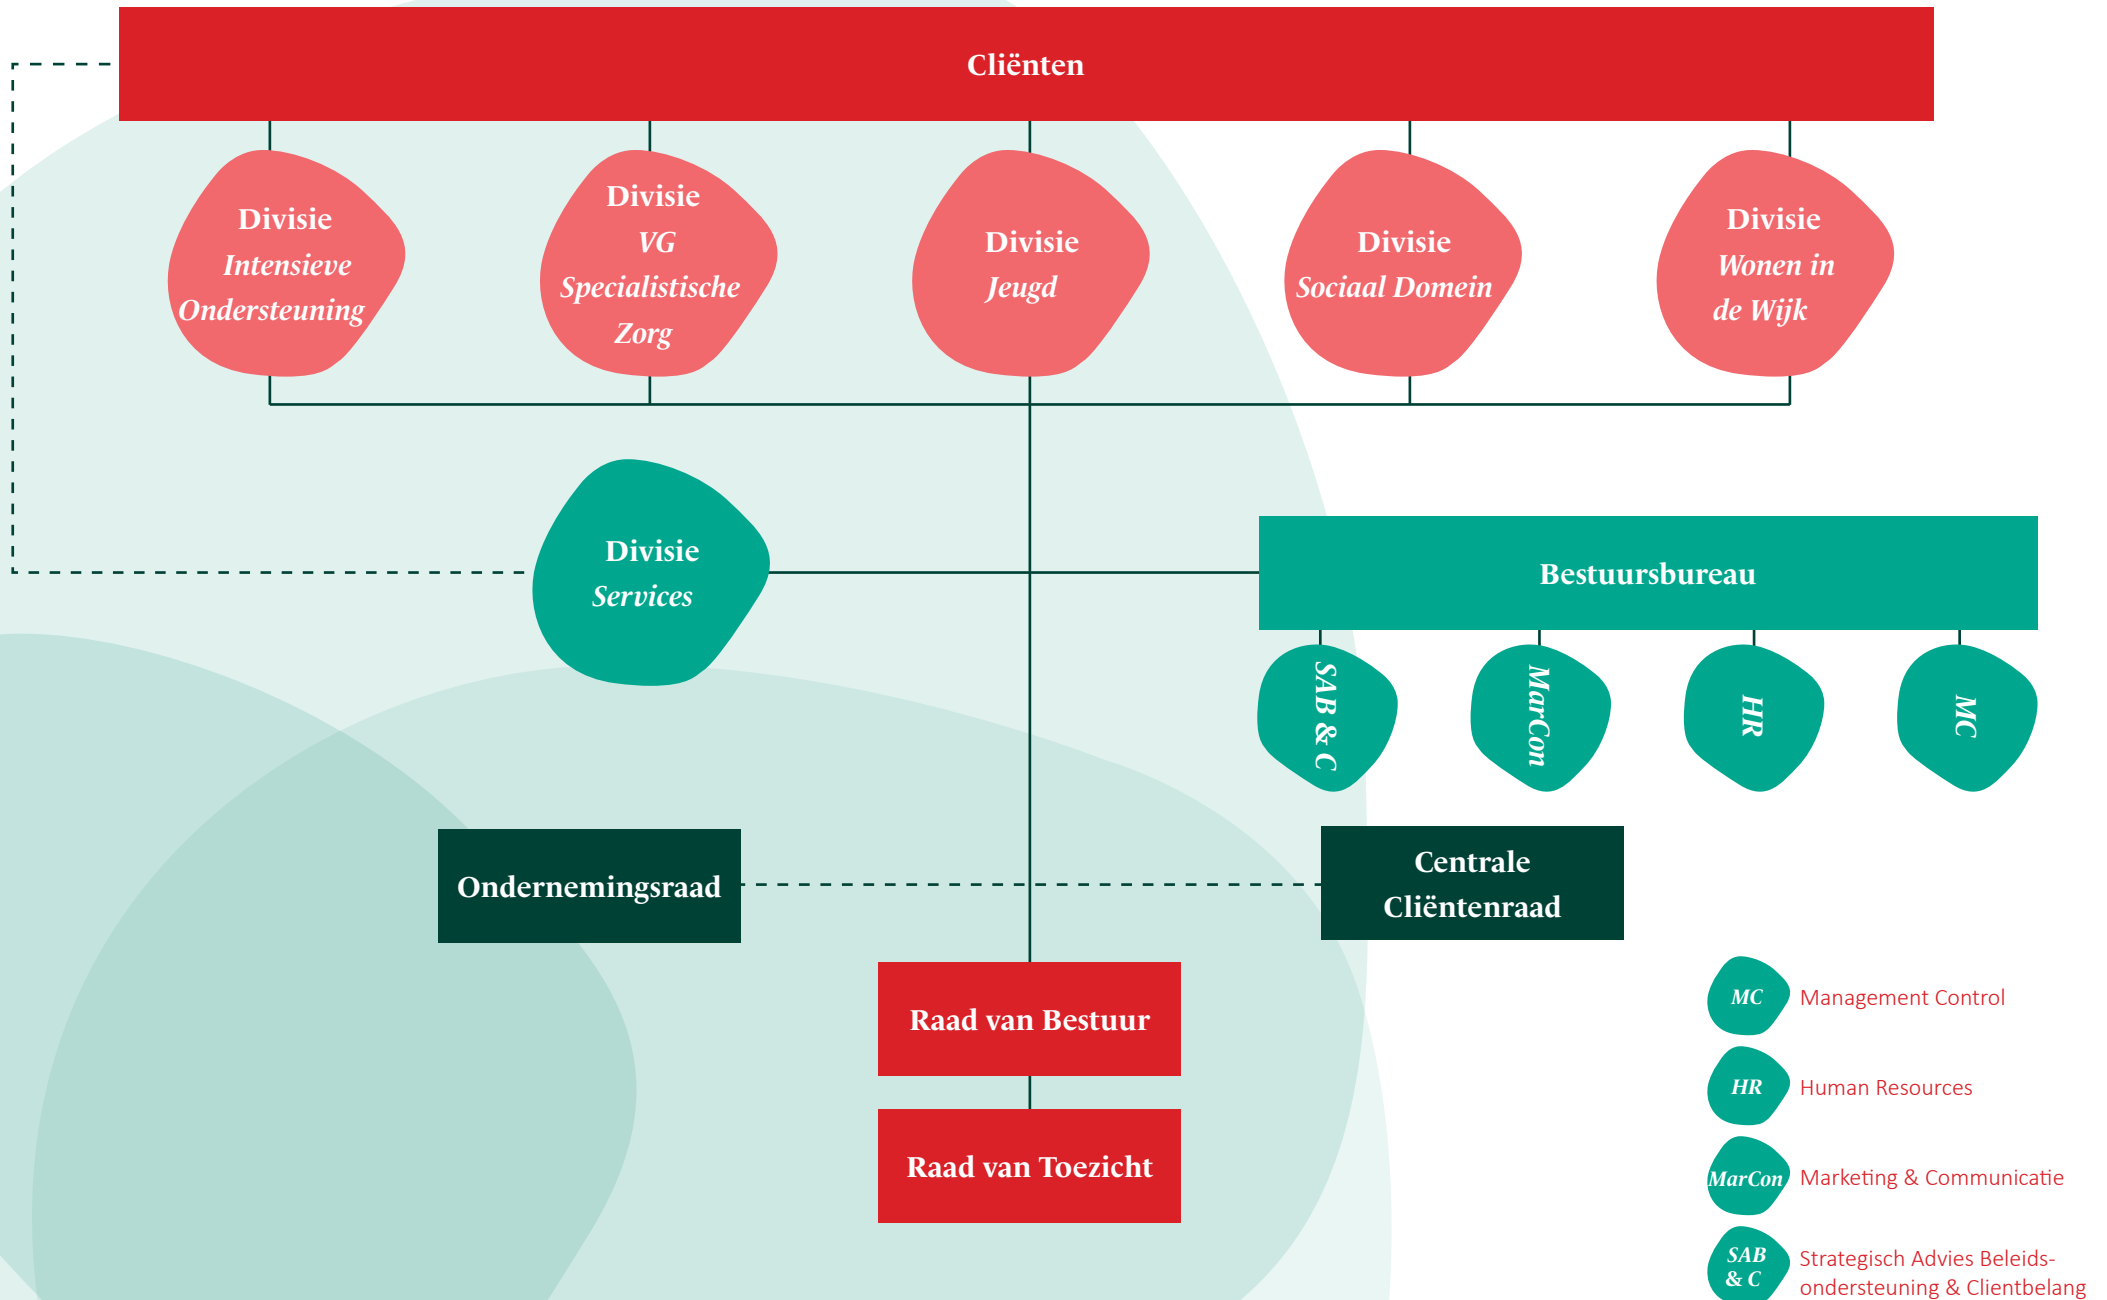 Cliënten
Divisie
Intensieve
Ondersteuning
Divisie
VG
Specialistische
Zorg
Divisie
Jeugd
Divisie
Sociaal Domein
Divisie
Wonen in
de Wijk
Divisie
Services
Bestuursbureau
SAB & C
MarCon
HR
MC
Ondernemingsraad
Centrale
Cliëntenraad
Raad van Bestuur
Raad van Toezicht
MC Management Control
HR Human Resources
MarCon Marketing & Communicatie
SAB
& C
Strategisch Advies Beleids-
ondersteuning & Clientbelang